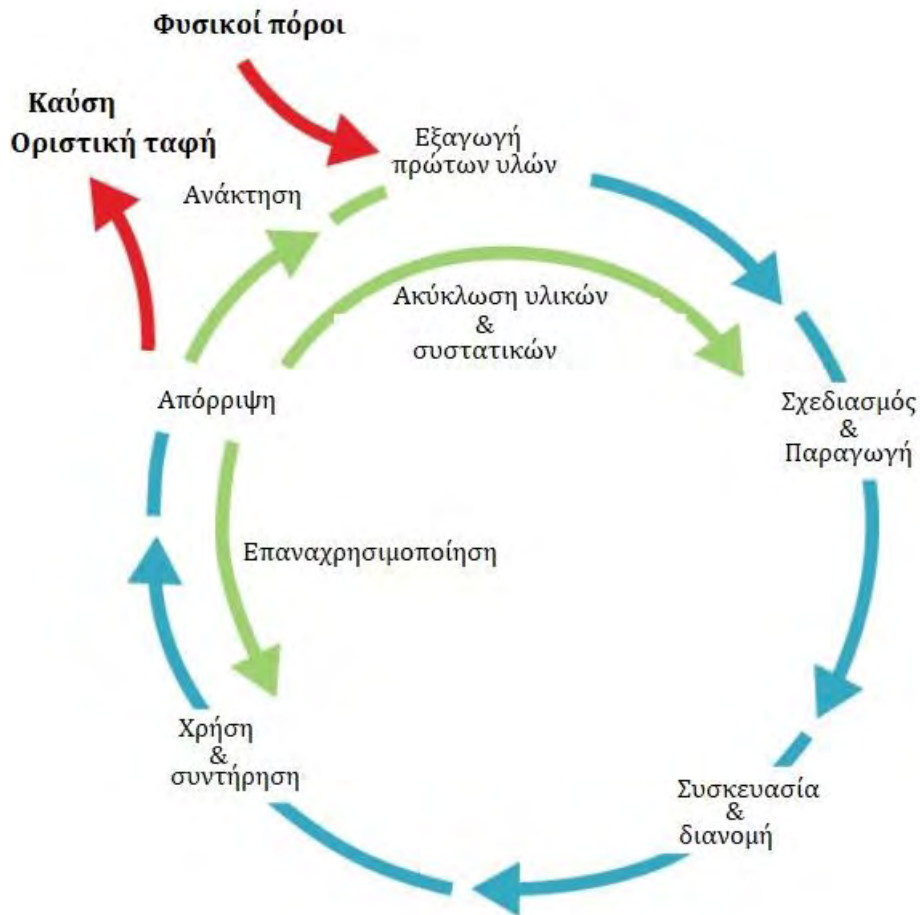 Φυσικοί πόροι
Καύση
Οριστική ταφή
Εξαγωγή
πρώτων υλών
Ανάκτηση
Ακύκλωση υλικών
&
συστατικών
Απόρριψη
Σχεδιασμός
&
Παραγωγή
Επαναχρησιμοποίηση
Χρήση
&
συντήρηση
Συσκευασία
&
διανομή